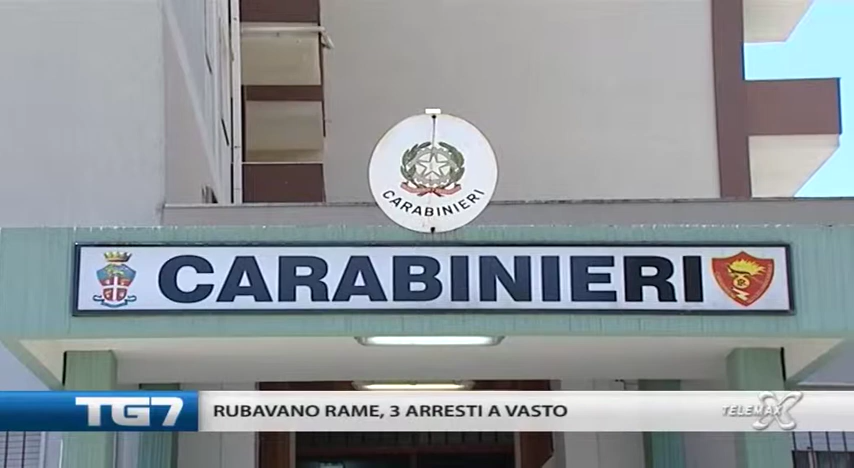 CARABINIERI
CARABINIERI
TG7
RUBAVANO RAME, 3 ARRESTI A VASTO
TELEMAX